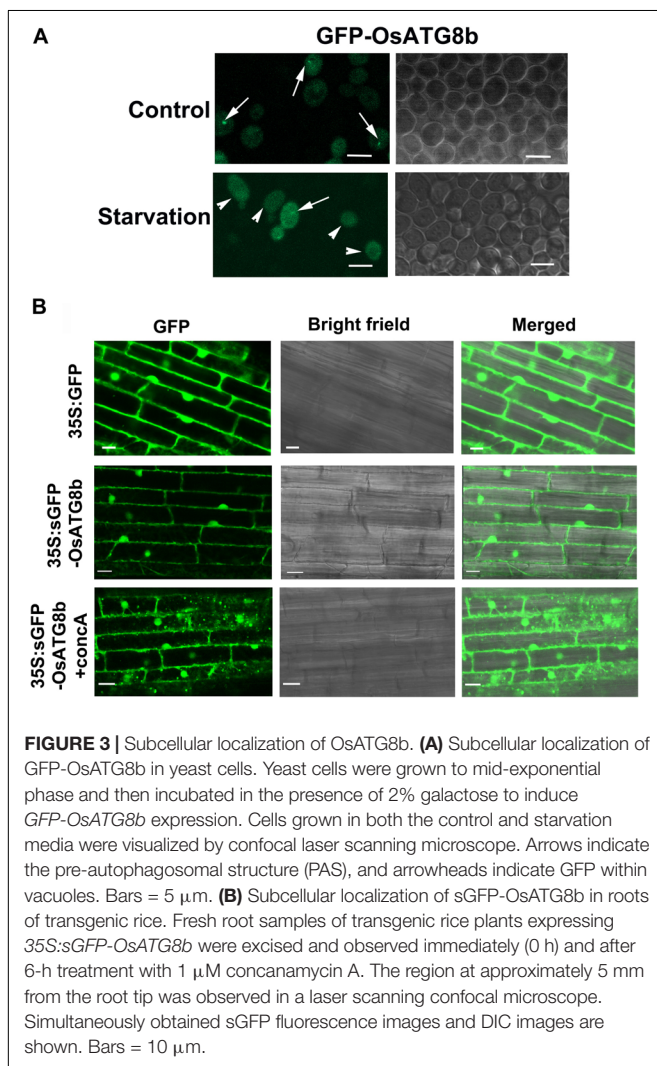 A
GFP-OsATG8b
Control
Starvation
B
GFP
Bright frield
Merged
35S:GFP
35S:sGFP
-OsATG8b
35S:sGFP
-OsATG8b
+concA
FIGURE 3 | Subcellular localization of OsATG8b. (A) Subcellular localization of
GFP-OsATG8b in yeast cells. Yeast cells were grown to mid-exponential
phase and then incubated in the presence of 2% galactose to induce
GFP-OsATG8b expression. Cells grown in both the control and starvation
media were visualized by confocal laser scanning microscope. Arrows indicate
the pre-autophagosomal structure (PAS), and arrowheads indicate GFP within
vacuoles. Bars = 5 μm. (B) Subcellular localization of sGFP-OsATG8b in roots
of transgenic rice. Fresh root samples of transgenic rice plants expressing
35S:sGFP-OsATG8b were excised and observed immediately (0 h) and after
6-h treatment with 1 μM concanamycin A. The region at approximately 5 mm
from the root tip was observed in a laser scanning confocal microscope.
Simultaneously obtained sGFP fluorescence images and DIC images are
shown. Bars = 10 μm.